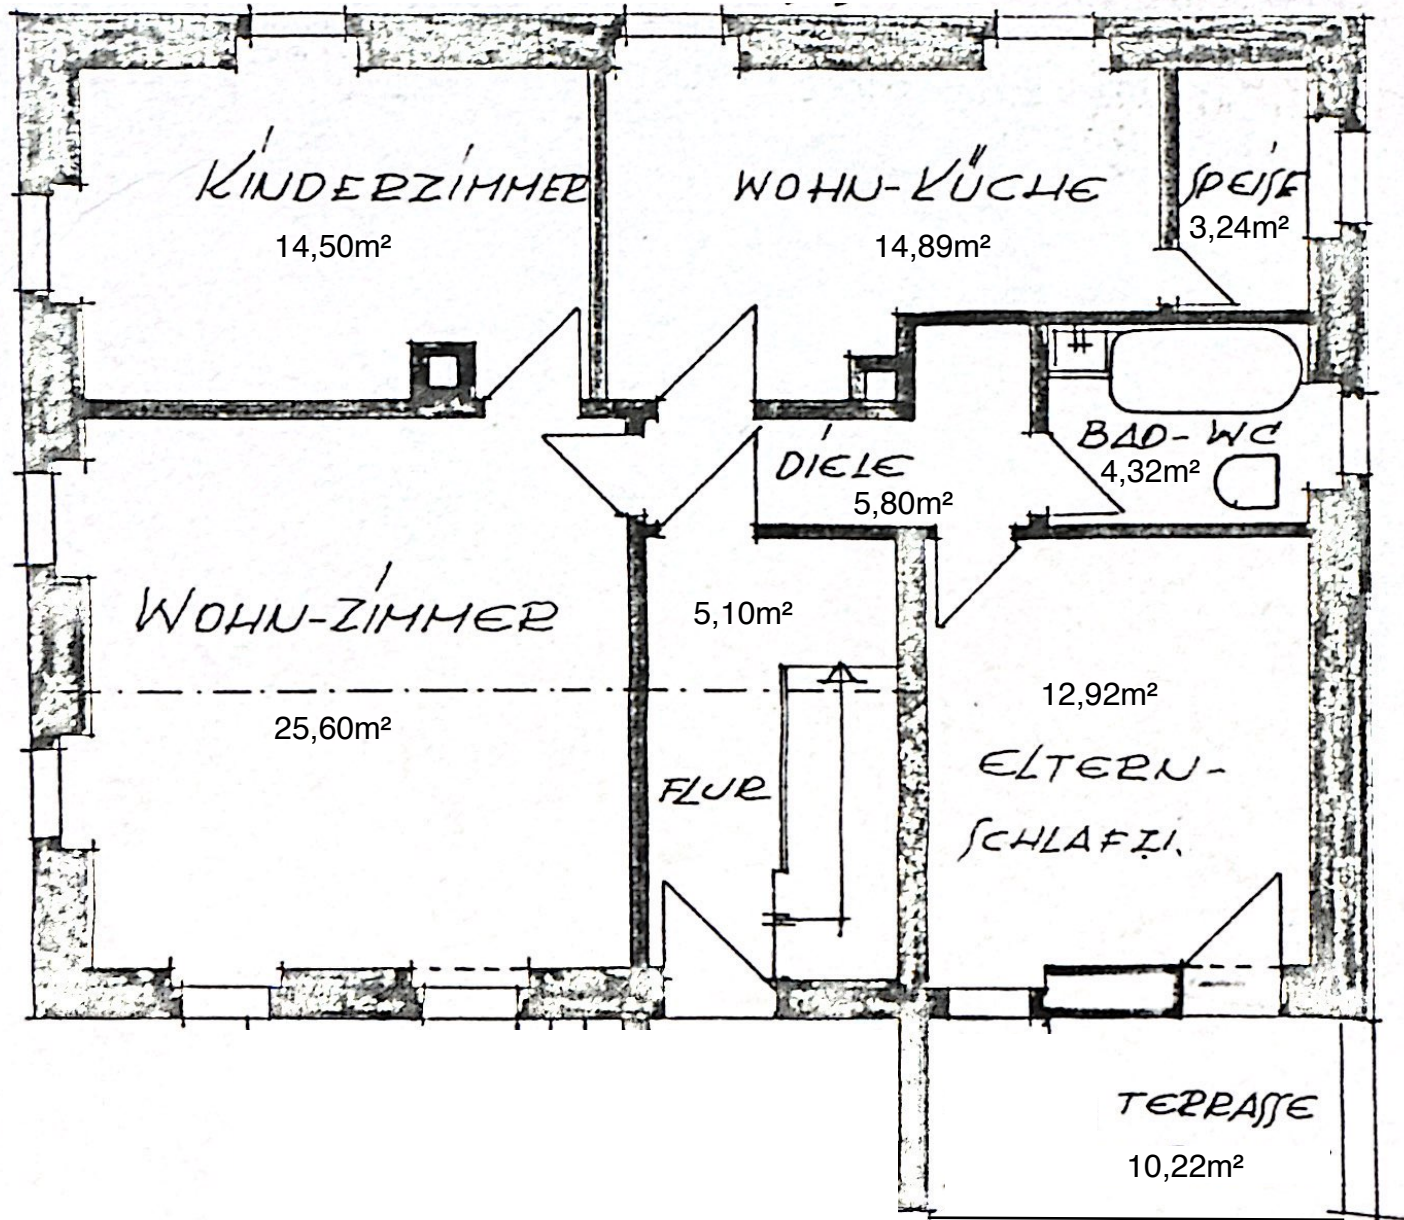 KINDERZIMMER
14,50m²
WOHN-KÜCHE
14,89m²
SPEISE
3,24m²
BAD-WC
4,32m²
DIELE
5,80m²
WOHN-ZIMMER
25,60m²
5,10m²
FLUR
12,92m²
ELTERN-
SCHLAFZI.
TERRASSE
10,22m²